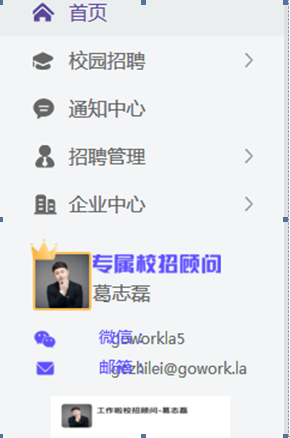 首页
校园招聘
通知中心
招聘管理
企业中心
专属校招顾问
葛志磊
微信：goworkla5
邮箱：gezhilei@gowork.la
工作啦校招顾问-葛志磊